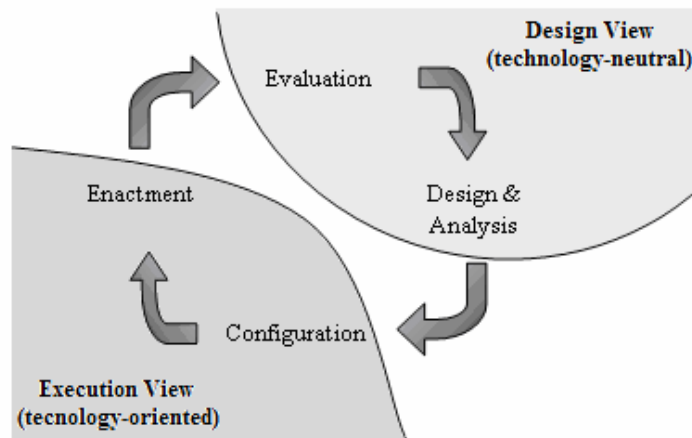 Design View
(technology-neutral)
Evaluation
Design &
Analysis
Enactment
Configuration
Execution View
(tecnology-oriented)